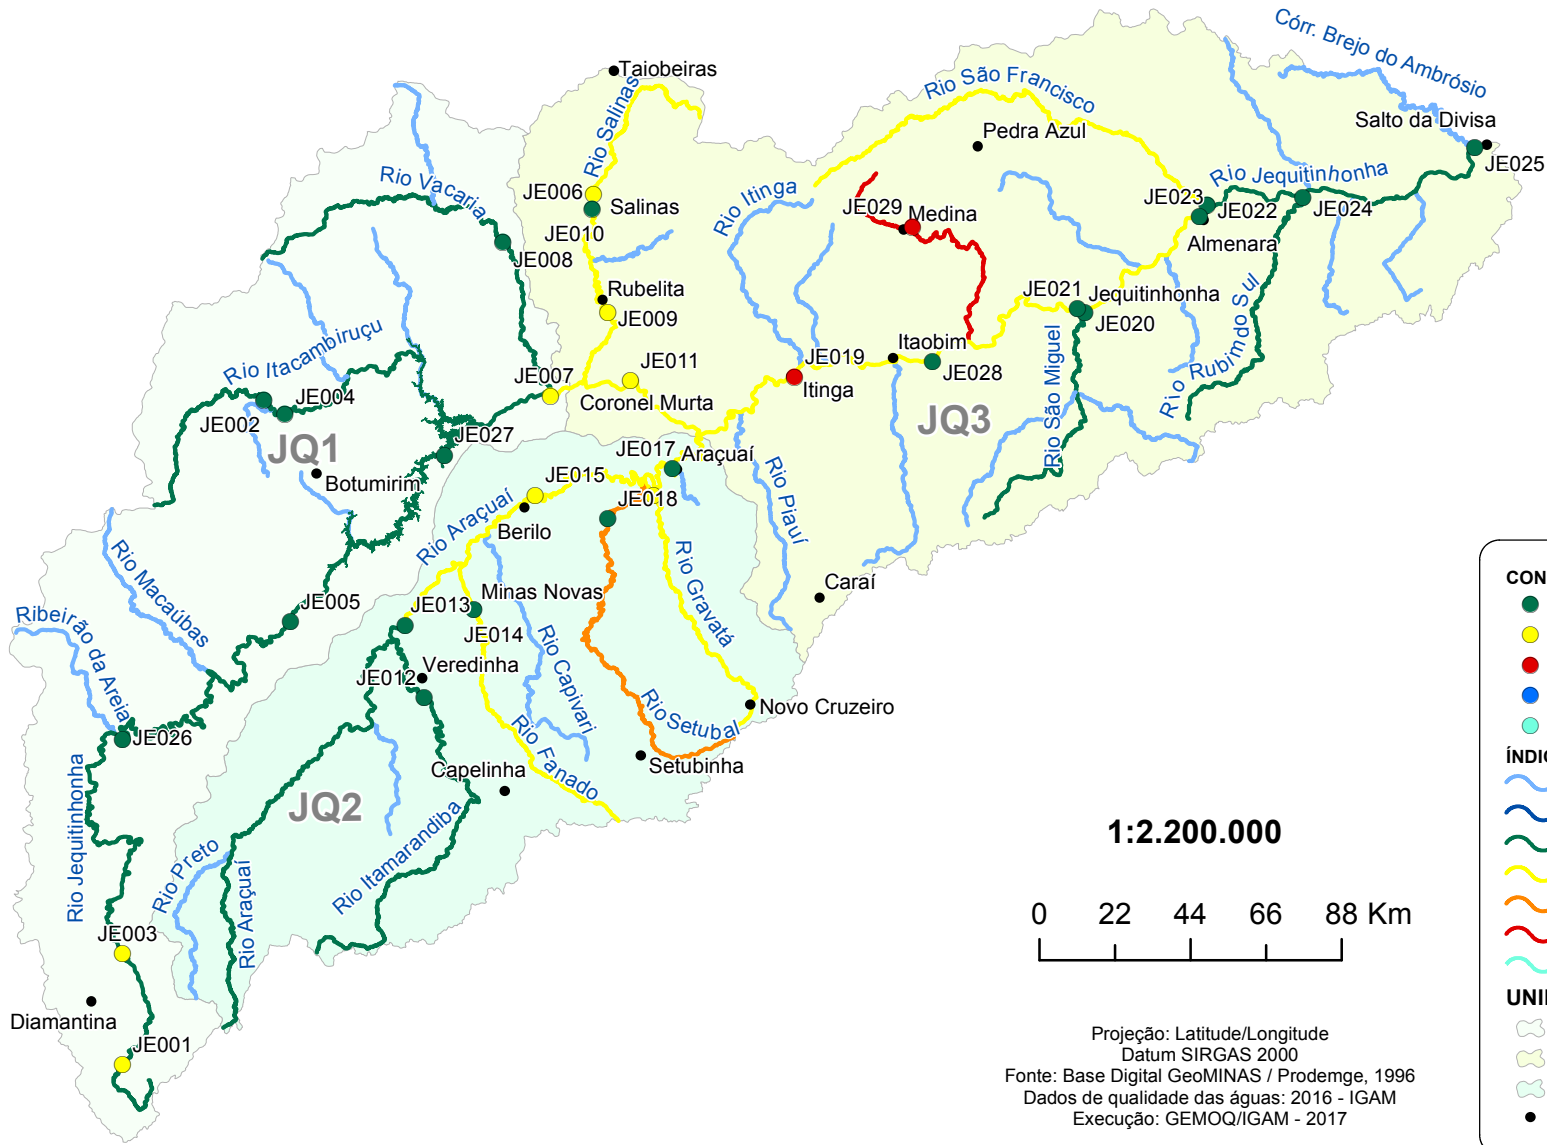 Córr. Brejo do Ambrósio
Taiobeiras
Rio Salinas
Rio São Francisco
Pedra Azul
Salto da Divisa
JE025
Rio Vacaria
JE006
Salinas
JE010
Rio Itinga
JE029
Medina
JE023
Rio Jequitinhonha
JE022
JE024
Almenara
JE008
Rubelita
JE009
JE021
Jequitinhonha
JE020
Rio Itacambiruçu
JE004
JE002
JQ1
JE007
JE011
Coronel Murta
JE019
Itinga
Itaobim
JE028
JQ3
Rio São Miguel
Rio Rubim do Sul
JE027
Botumirim
JE017
Araçuaí
JE015
JE018
Berilo
Rio Araçuaí
Rio Piauí
Rio Gravatá
Caraí
Rio Macaúbas
Ribeirão da Areia
JE005
JE013
Minas Novas
JE014
Rio Capivari
Veredinha
JE012
Rio Setubal
Novo Cruzeiro
Setubinha
JE026
Rio Jequitinhonha
Capelinha
Rio Fanado
JQ2
Rio Itamarandiba
Rio Preto
Rio Araçuaí
JE003
Diamantina
JE001
1:2.200.000
0 22 44 66 88 Km
Projeção: Latitude/Longitude
Datum SIRGAS 2000
Fonte: Base Digital GeoMINAS / Prodemge, 1996
Dados de qualidade das águas: 2016 - IGAM
Execução: GEMOQ/IGAM - 2017
CON
ÍNDI
UNI